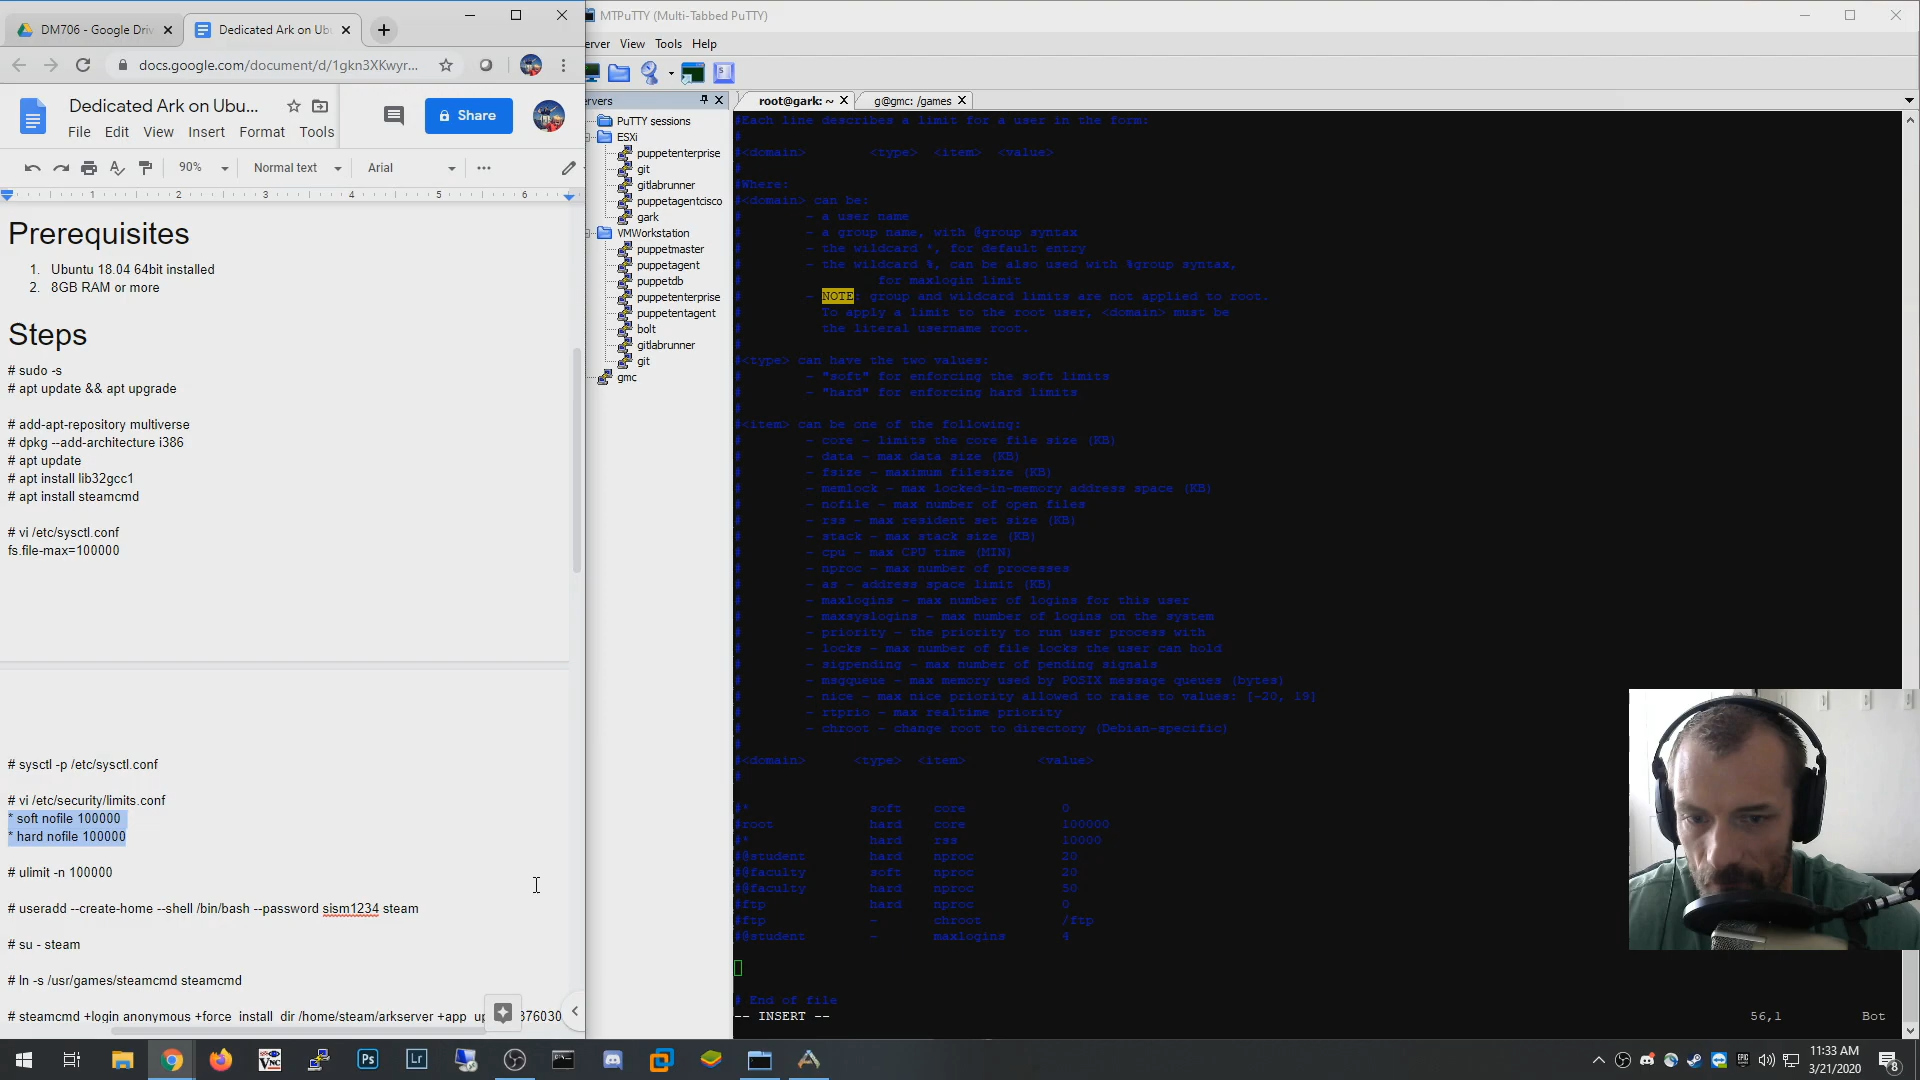 DM706 - Google Driv
Dedicated Ark on Ubu
docs.google.com/document/d/1gkn3XKwyr...
Dedicated Ark on Ubu...
File Edit View Insert Format Tools
Share
90% Normal text Arial
1 2 3 4 5 6
Prerequisites
1. Ubuntu 18.04 64bit installed
2. 8GB RAM or more
Steps
# sudo -s
# apt update && apt upgrade
# add-apt-repository multiverse
# dpkg --add-architecture i386
# apt update
# apt install lib32gcc1
# apt install steamcmd
# vi /etc/sysctl.conf
fs.file-max=100000
# sysctl -p /etc/sysctl.conf
# vi /etc/security/limits.conf
* soft nofile 100000
* hard nofile 100000
# ulimit -n 100000
# useradd --create-home --shell /bin/bash --password sism1234 steam
# su - steam
# ln -s /usr/games/steamcmd steamcmd
# steamcmd +login anonymous +force_install_dir /home/steam/arkserver +app_up 376030
MTPuTTY (Multi-Tabbed PuTTY)
erver View Tools Help
ervers
PuTTY sessions
ESXi
puppetenterprise
git
gitlabrunner
puppetagentcisco
gark
VMWorkstation
puppetmaster
puppetagent
puppetdb
puppetenterprise
puppetentagent
bolt
gitlabrunner
git
gmc
root@gark: ~
g@gmc: /games
#Each line describes a limit for a user in the form:
#
#<domain> <type> <item> <value>
#
#Where:
#<domain> can be:
# - a user name
# - a group name, with @group syntax
# - the wildcard *, for default entry
# - the wildcard %, can be also used with %group syntax,
# for maxlogin limit
# - NOTE: group and wildcard limits are not applied to root.
# To apply a limit to the root user, <domain> must be
# the literal username root.
#
#<type> can have the two values:
# - "soft" for enforcing the soft limits
# - "hard" for enforcing hard limits
#
#<item> can be one of the following:
# - core - limits the core file size (KB)
# - data - max data size (KB)
# - fsize - maximum filesize (KB)
# - memlock - max locked-in-memory address space (KB)
# - nofile - max number of open files
# - rss - max resident set size (KB)
# - stack - max stack size (KB)
# - cpu - max CPU time (MIN)
# - nproc - max number of processes
# - as - address space limit (KB)
# - maxlogins - max number of logins for this user
# - maxsyslogins - max number of logins on the system
# - priority - the priority to run user process with
# - locks - max number of file locks the user can hold
# - sigpending - max number of pending signals
# - msgqueue - max memory used by POSIX message queues (bytes)
# - nice - max nice priority allowed to raise to values: [-20, 19]
# - rtprio - max realtime priority
# - chroot - change root to directory (Debian-specific)
#
#<domain> <type> <item> <value>
#
#* soft core 0
#root hard core 100000
#* hard rss 10000
#@student hard nproc 20
#@faculty soft nproc 20
#@faculty hard nproc 50
#ftp hard nproc 0
#ftp - chroot /ftp
#@student - maxlogins 4
# End of file
-- INSERT -- 56,1 Bot
11:33 AM
3/21/2020
8